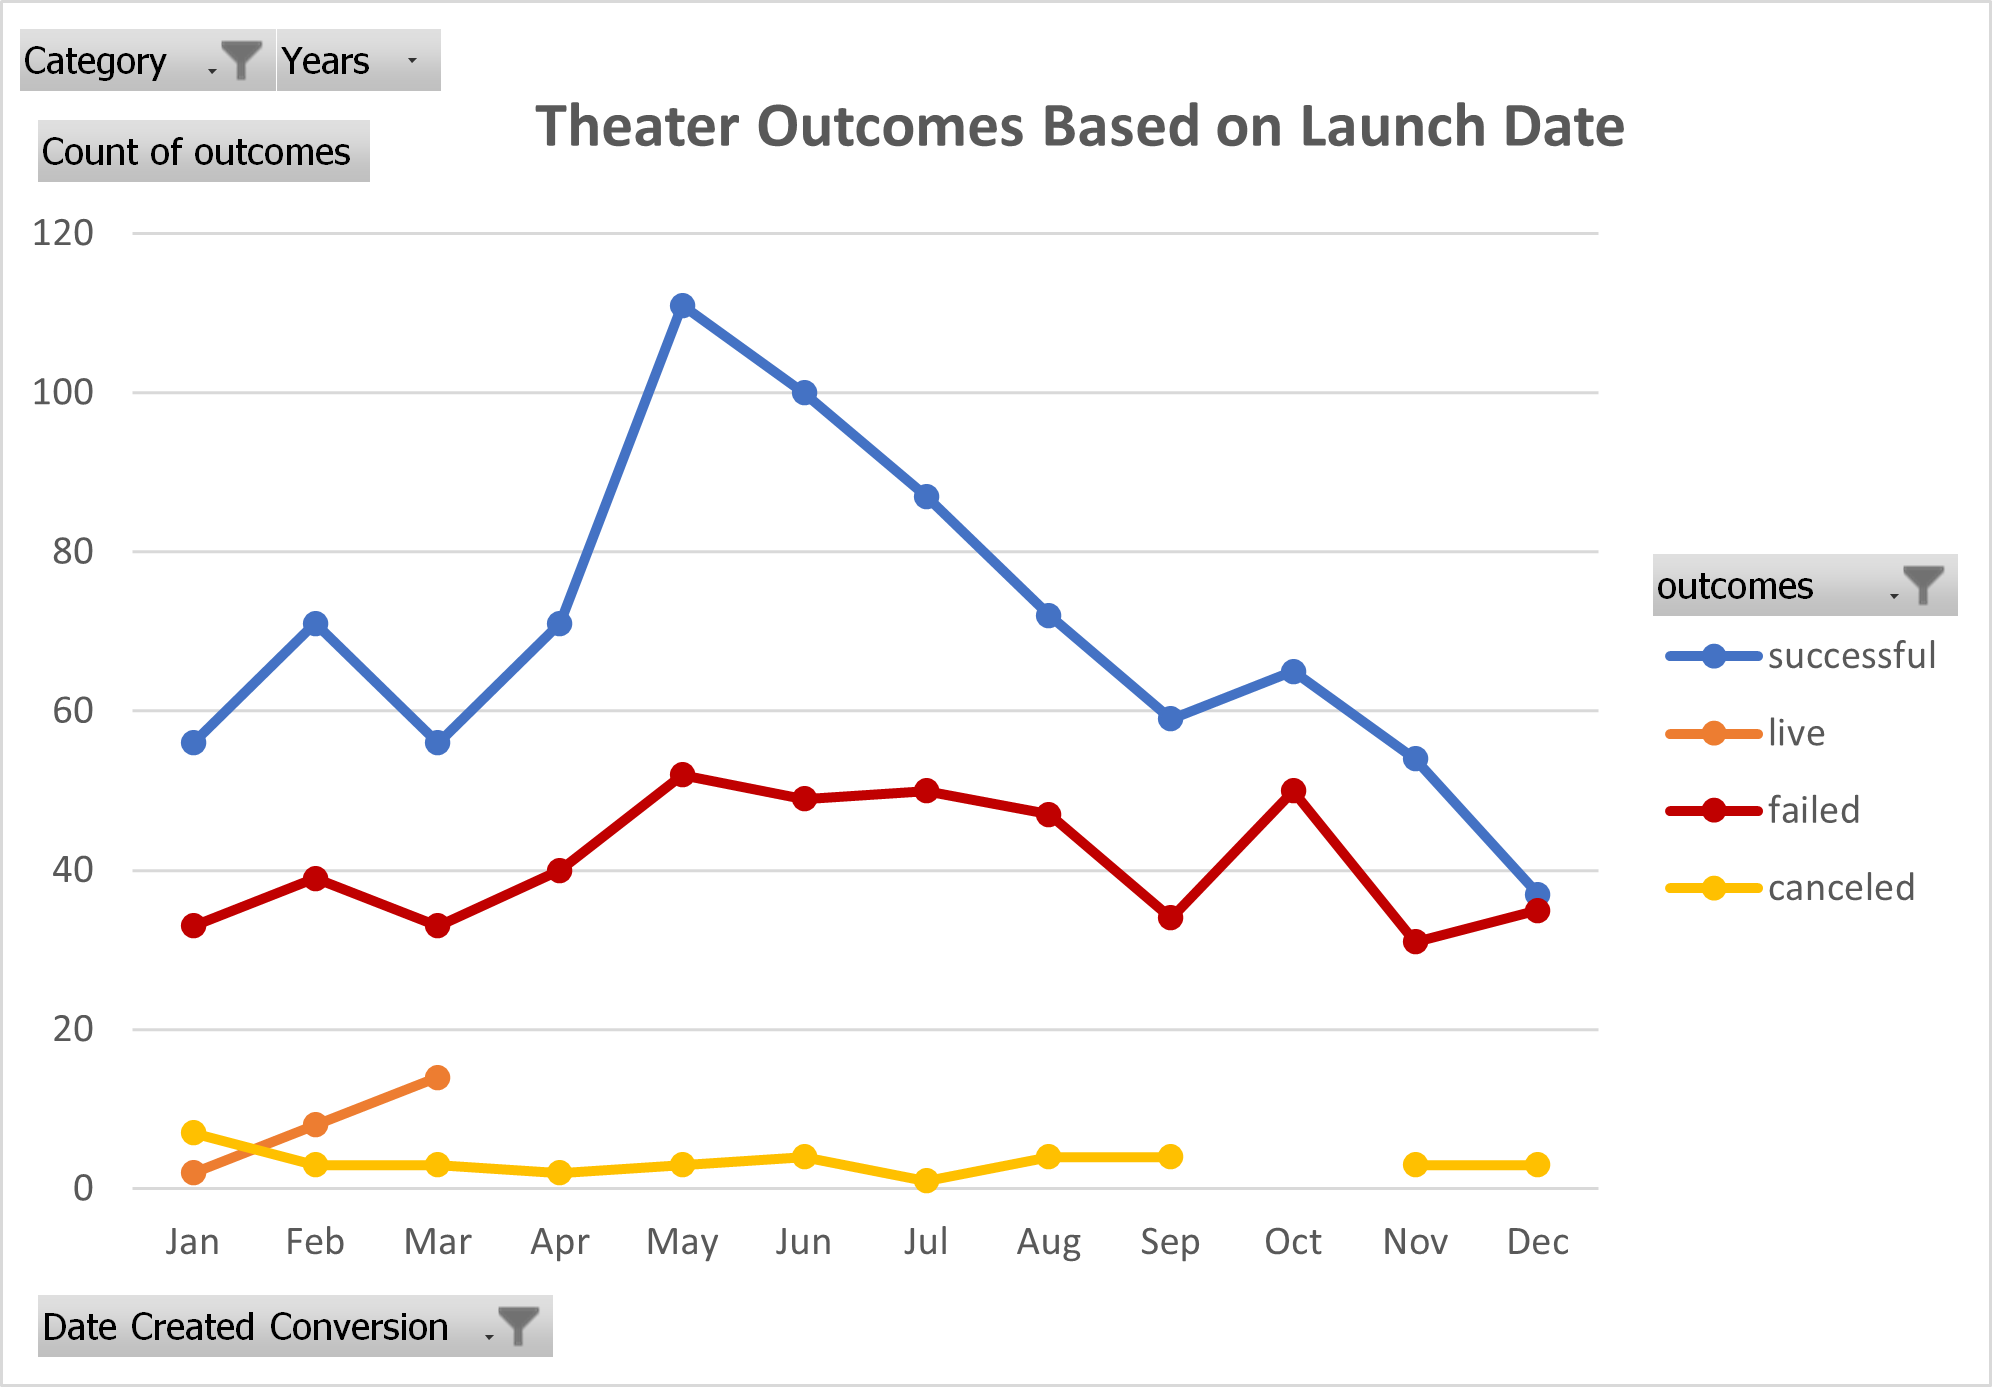 Category Years
Count of outcomes
Theater Outcomes Based on Launch Date
120
100
80
60
40
20
0
Jan Feb Mar Apr May Jun Jul Aug Sep Oct Nov Dec
outcomes
successful
live
failed
canceled
Date Created Conversion